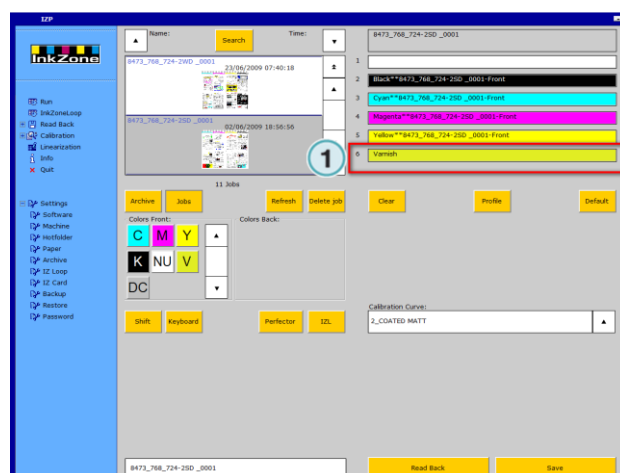 IZP
InkZone
Run
InkZoneLoop
Read Back
Calibration
Linearization
Info
Quit
Settings
Software
Machine
Hotfolder
Paper
Archive
IZ Loop
IZ Card
Backup
Restore
Password
Name:
Search
Time:
8473_768_724-2WD _0001
23/06/2009 07:40:18
8473_768_724-2SD _0001
02/06/2009 18:56:56
11 Jobs
Archive Jobs Refresh Delete job
Colors Front: Colors Back:
C M Y
K NU V
DC
Shift Keyboard Perfector IZL
8473_768_724-2SD _0001
8473_768_724-2SD _0001
1
2 Black**8473_768_724-2SD _0001-Front
3 Cyan**8473_768_724-2SD _0001-Front
4 Magenta**8473_768_724-2SD _0001-Front
5 Yellow**8473_768_724-2SD _0001-Front
1
6 Varnish
Clear Profile Default
Calibration Curve:
2_COATED MATT
Read Back Save